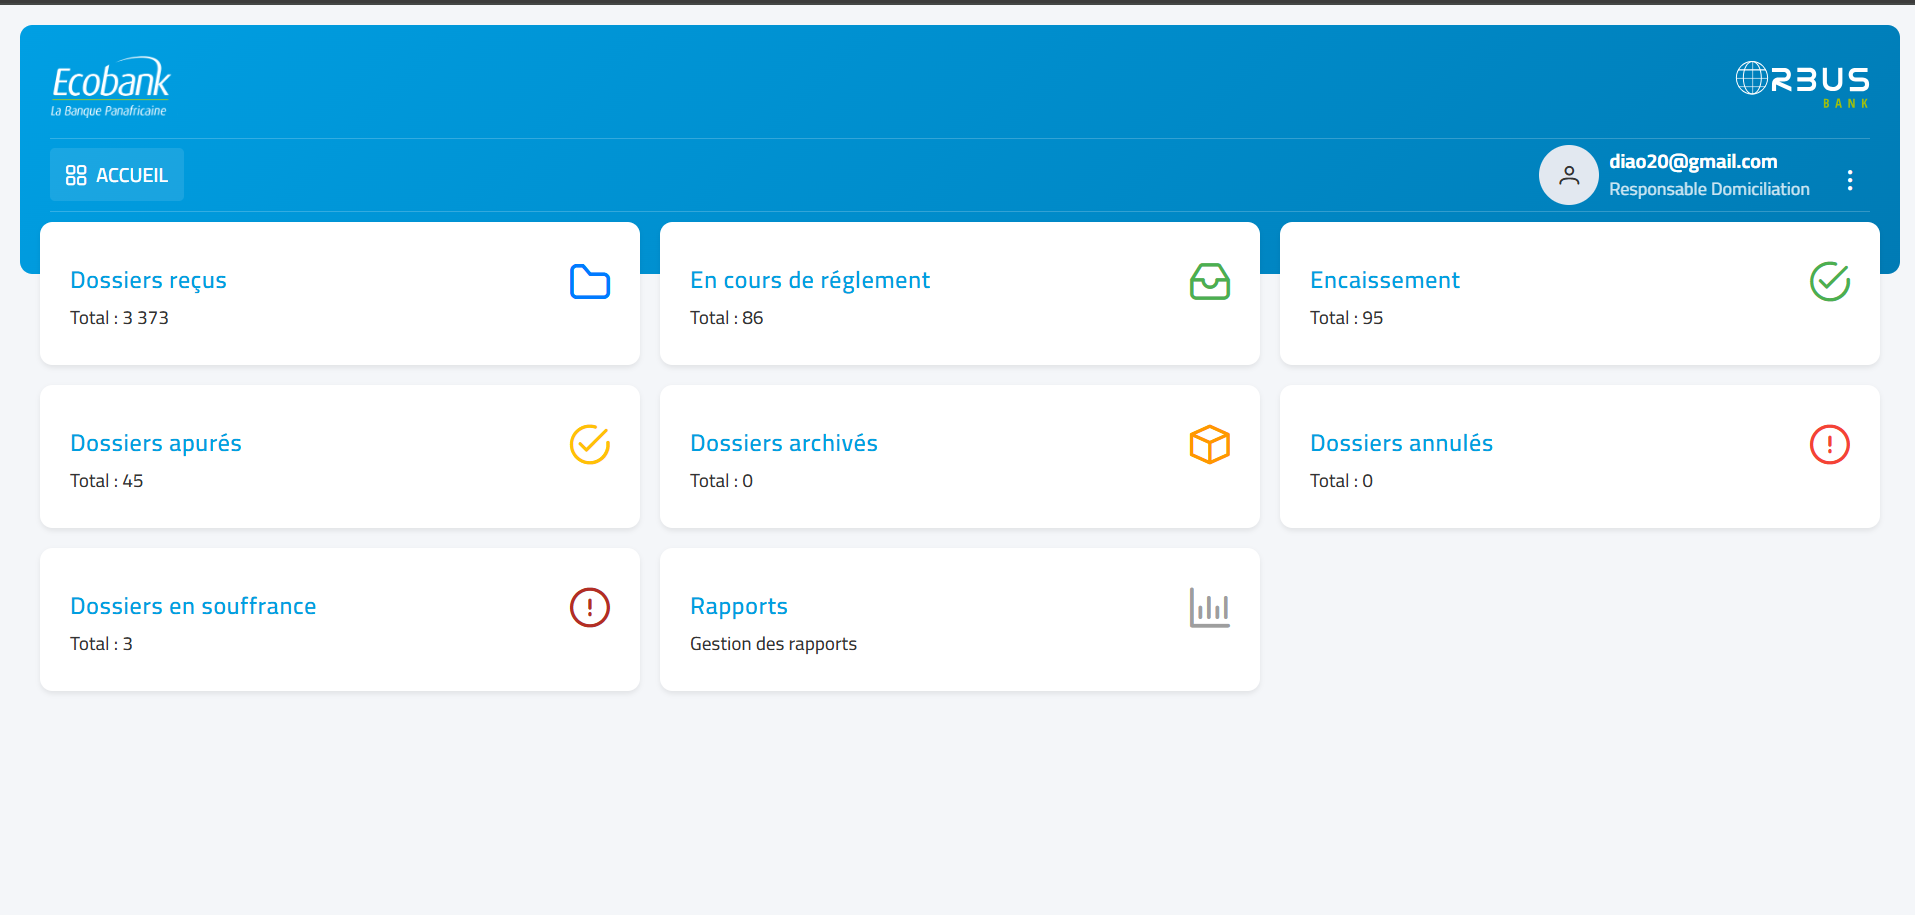 Ecobank
La Banque Panafricaine
ORBUS
BANK
ACCUEIL
diao20@gmail.com
Responsable Domiciliation
Dossiers reçus
Total : 3 373
En cours de réglement
Total : 86
Encaissement
Total : 95
Dossiers apurés
Total : 45
Dossiers archivés
Total : 0
Dossiers annulés
Total : 0
Dossiers en souffrance
Total : 3
Rapports
Gestion des rapports